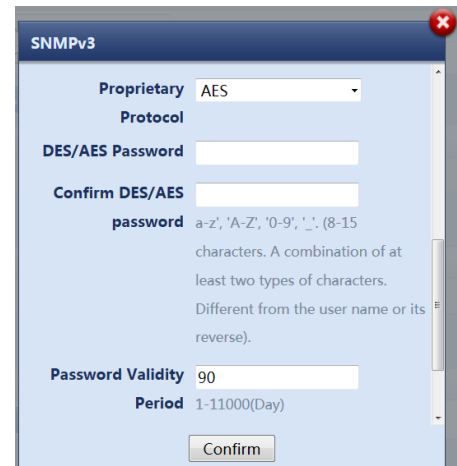 SNMPv3
Proprietary AES
Protocol
DES/AES Password
Confirm DES/AES
password a-z', 'A-Z', '0-9', '_'. (8-15
characters. A combination of at
least two types of characters.
Different from the user name or its
reverse).
Password Validity 90
Period 1-11000(Day)
Confirm